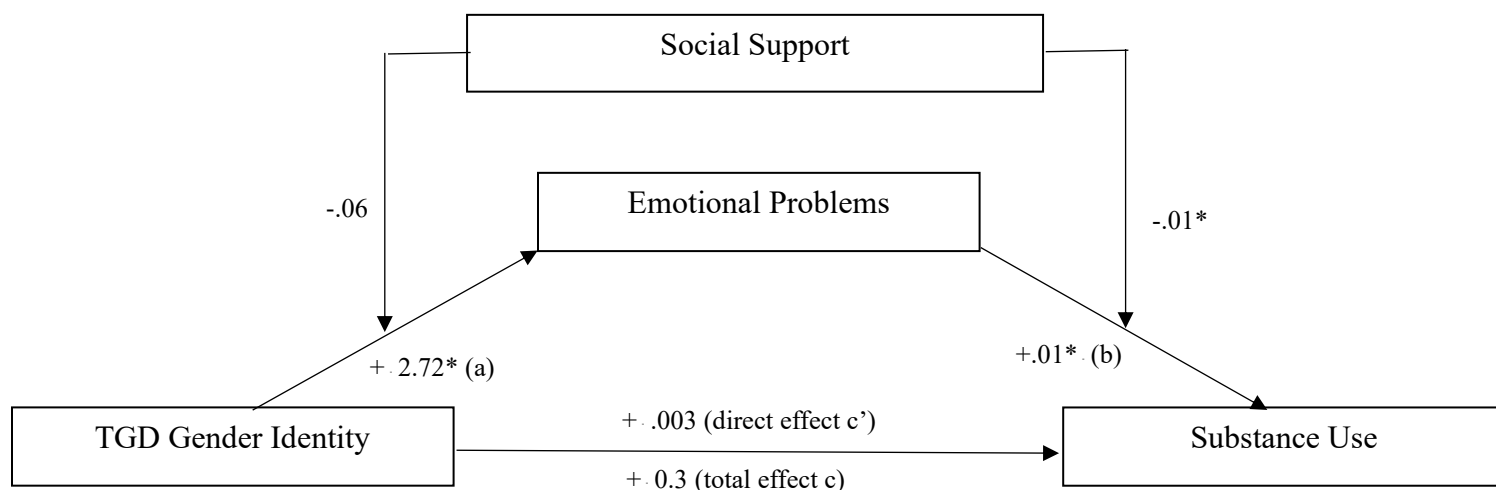 Social Support
-.06
Emotional Problems
-.01*
+ 2.72* (a)
+.01* (b)
TGD Gender Identity
+ .003 (direct effect c’)
+ 0.3 (total effect c)
Substance Use